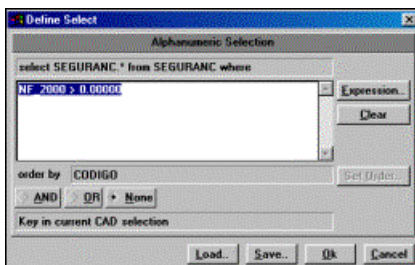 Define Select
Alphanumeric Selection
select SEGURANC.* from SEGURANC where
NF_2000 > 0.00000
Expression..
Clear
order by CODIGO
Set Order..
AND OR None
Key in current CAD selection
Load.. Save.. Ok Cancel